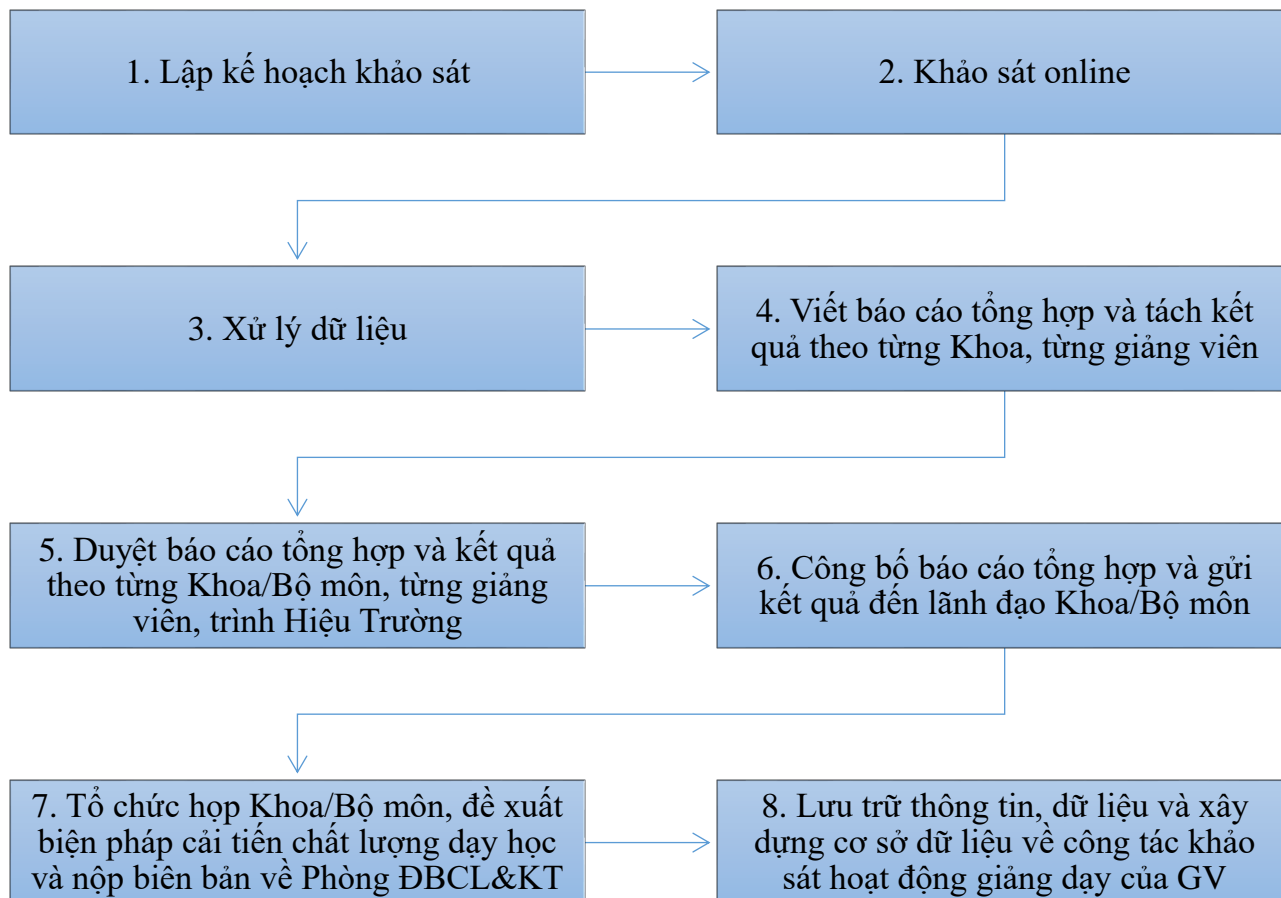 1. Lập kế hoạch khảo sát
2. Khảo sát online
3. Xử lý dữ liệu
4. Viết báo cáo tổng hợp và tách kết
quả theo từng Khoa, từng giảng viên
5. Duyệt báo cáo tổng hợp và kết quả
theo từng Khoa/Bộ môn, từng giảng
viên, trình Hiệu Trường
6. Công bố báo cáo tổng hợp và gửi
kết quả đến lãnh đạo Khoa/Bộ môn
7. Tổ chức họp Khoa/Bộ môn, đề xuất
biện pháp cải tiến chất lượng dạy học
và nộp biên bản về Phòng ĐBCL&KT
8. Lưu trữ thông tin, dữ liệu và xây
dựng cơ sở dữ liệu về công tác khảo
sát hoạt động giảng dạy của GV